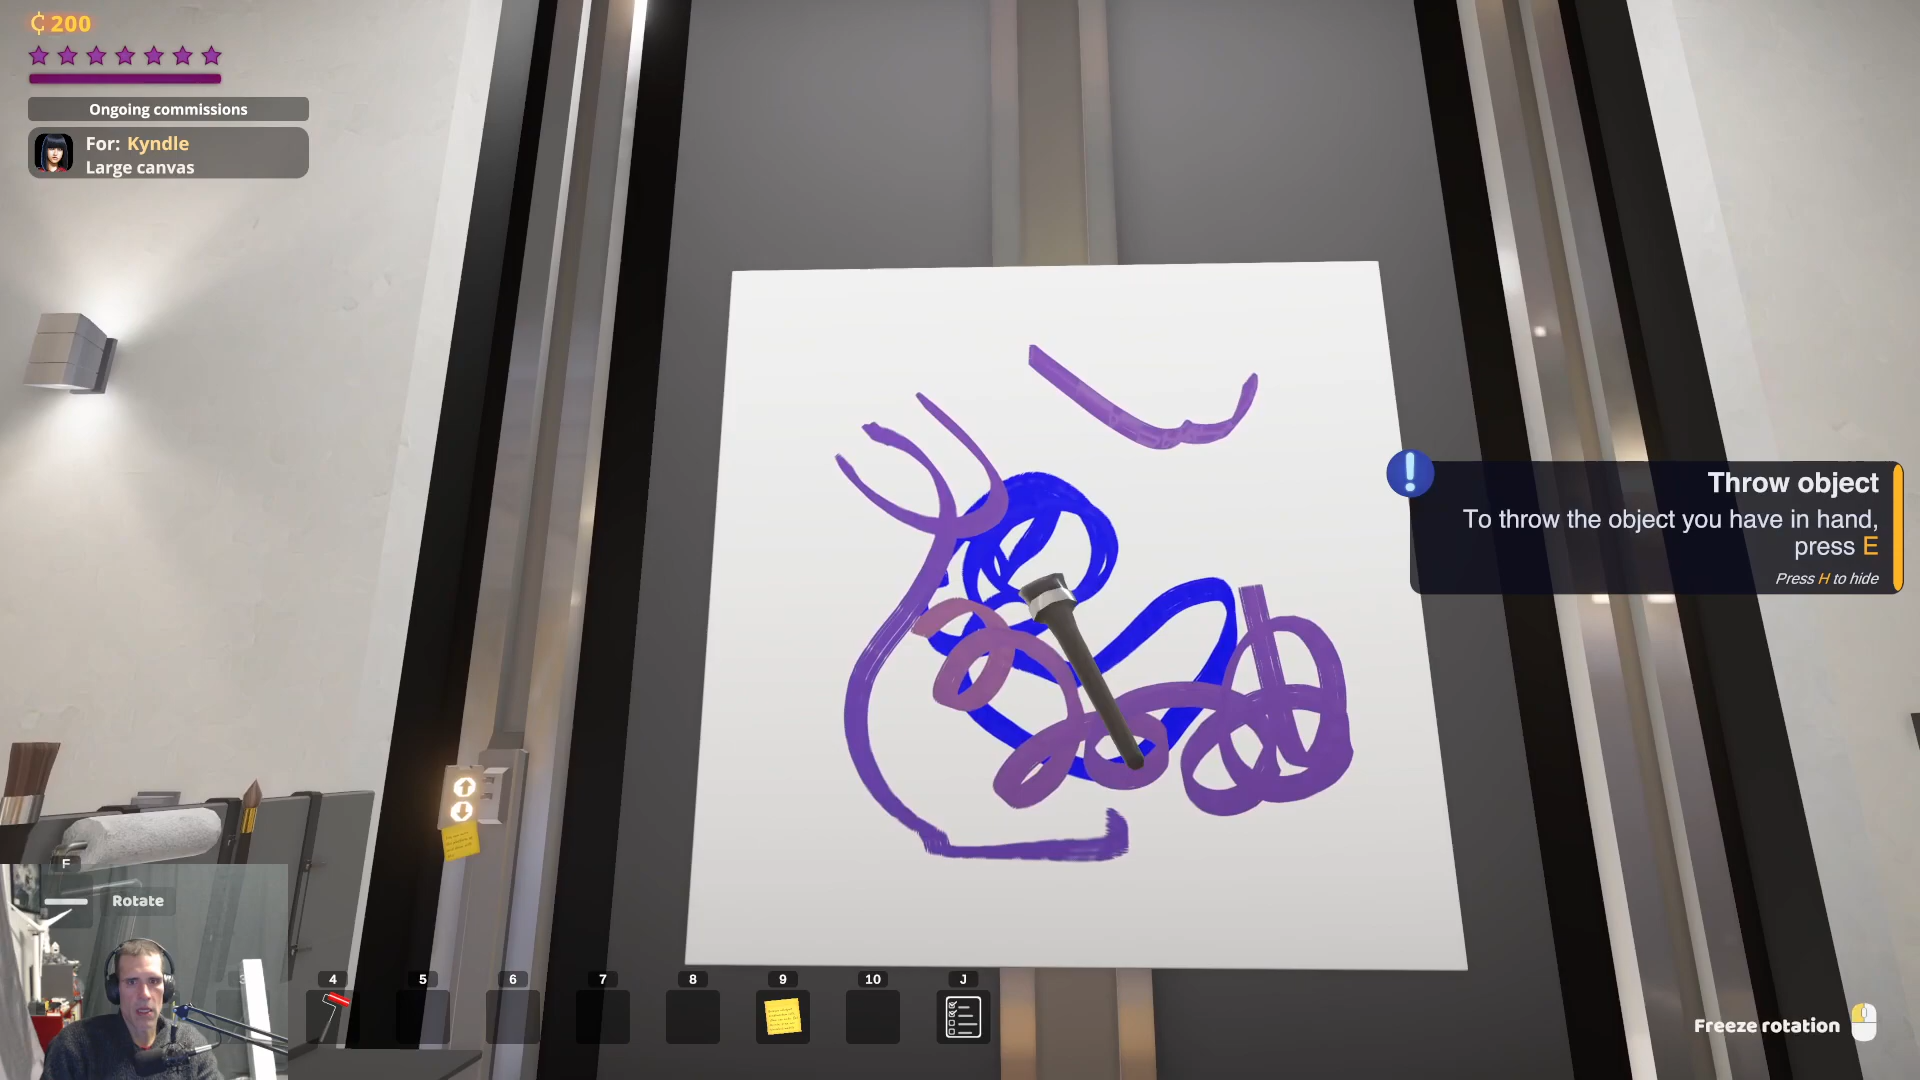 ₵ 200
Ongoing commissions
For: Kyndle
Large canvas
Throw object
To throw the object you have in hand,
press E
Press H to hide
F
Rotate
3 4 5 6 7 8 9 10 J
Freeze rotation